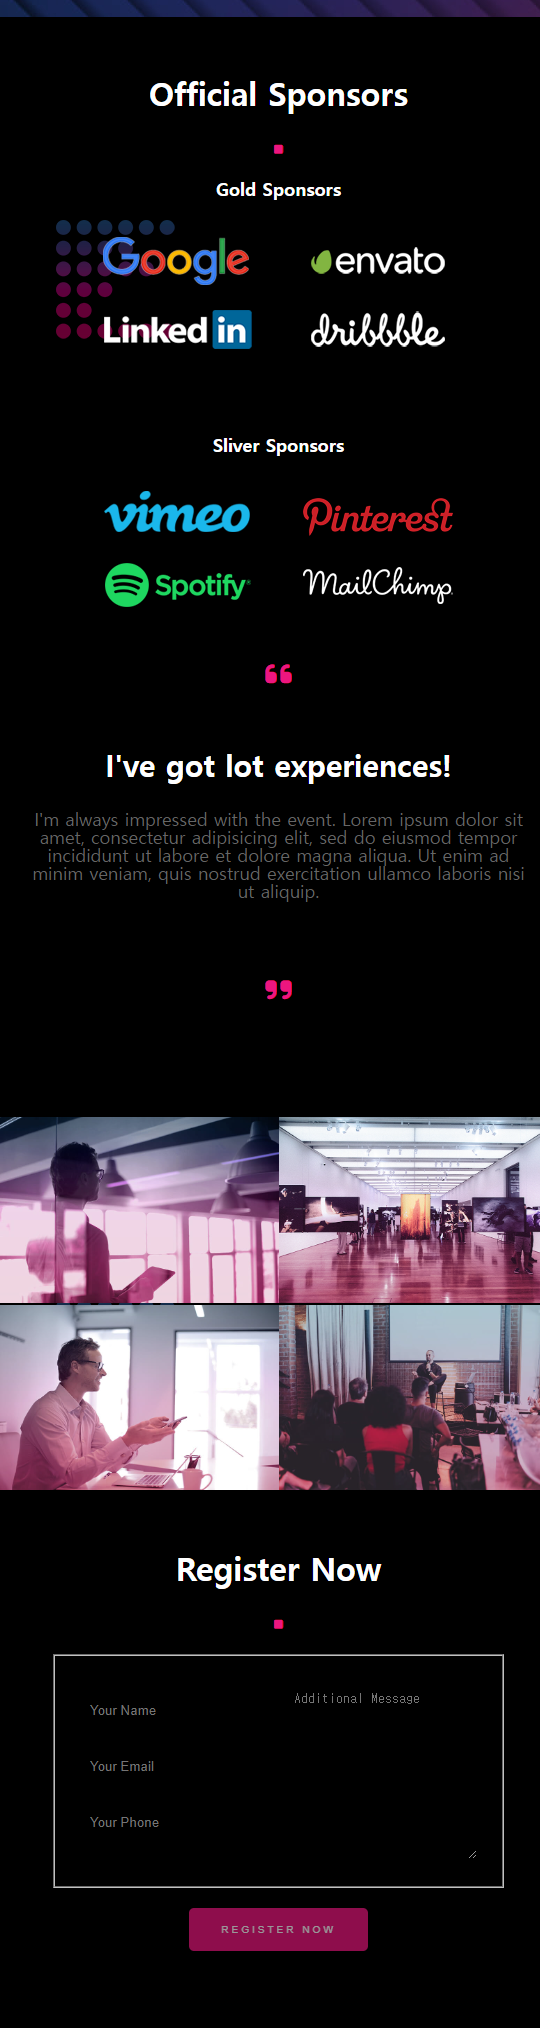 Official Sponsors
Gold Sponsors
Google
envato
Linked in
dribbble
Sliver Sponsors
vimeo
Pinterest
Spotify
MailChimp
“
I've got lot experiences!
I'm always impressed with the event. Lorem ipsum dolor sit
amet, consectetur adipisicing elit, sed do eiusmod tempor
incididunt ut labore et dolore magna aliqua. Ut enim ad
minim veniam, quis nostrud exercitation ullamco laboris nisi
ut aliquip.
”
Register Now
Your Name
Additional Message
Your Email
Your Phone
REGISTER NOW